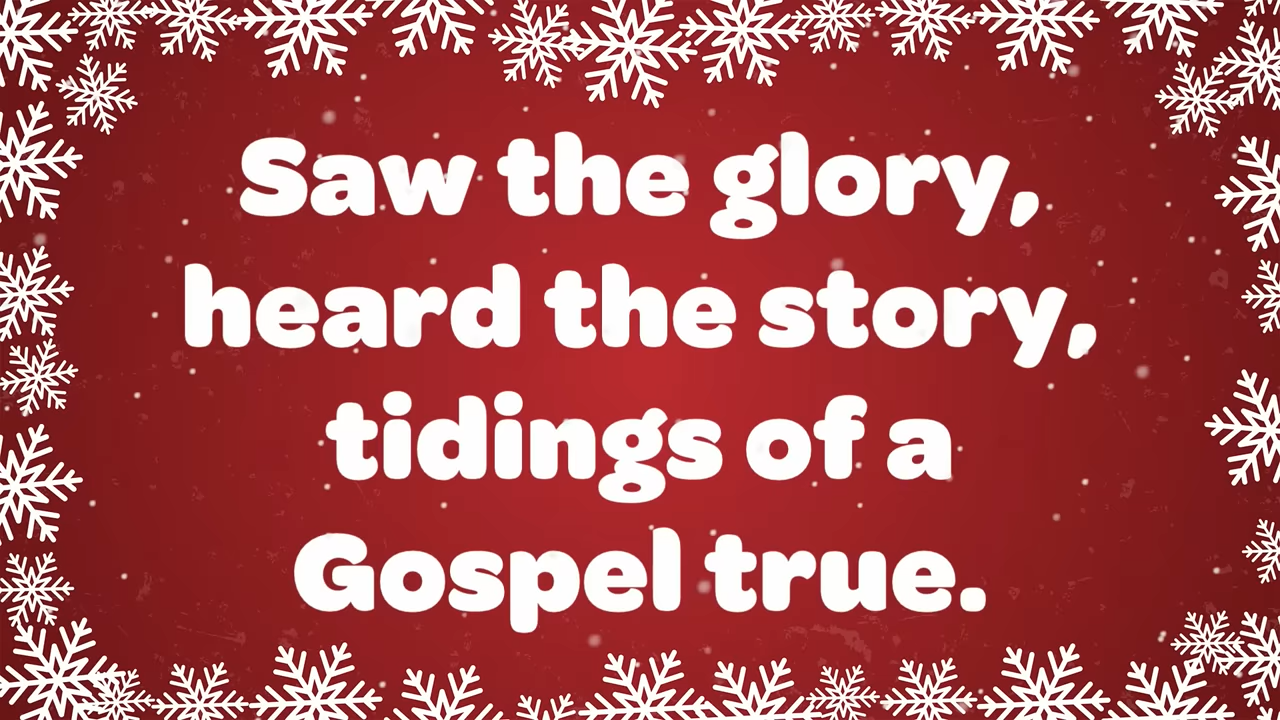 Saw the glory,
heard the story,
tidings of a
Gospel true.